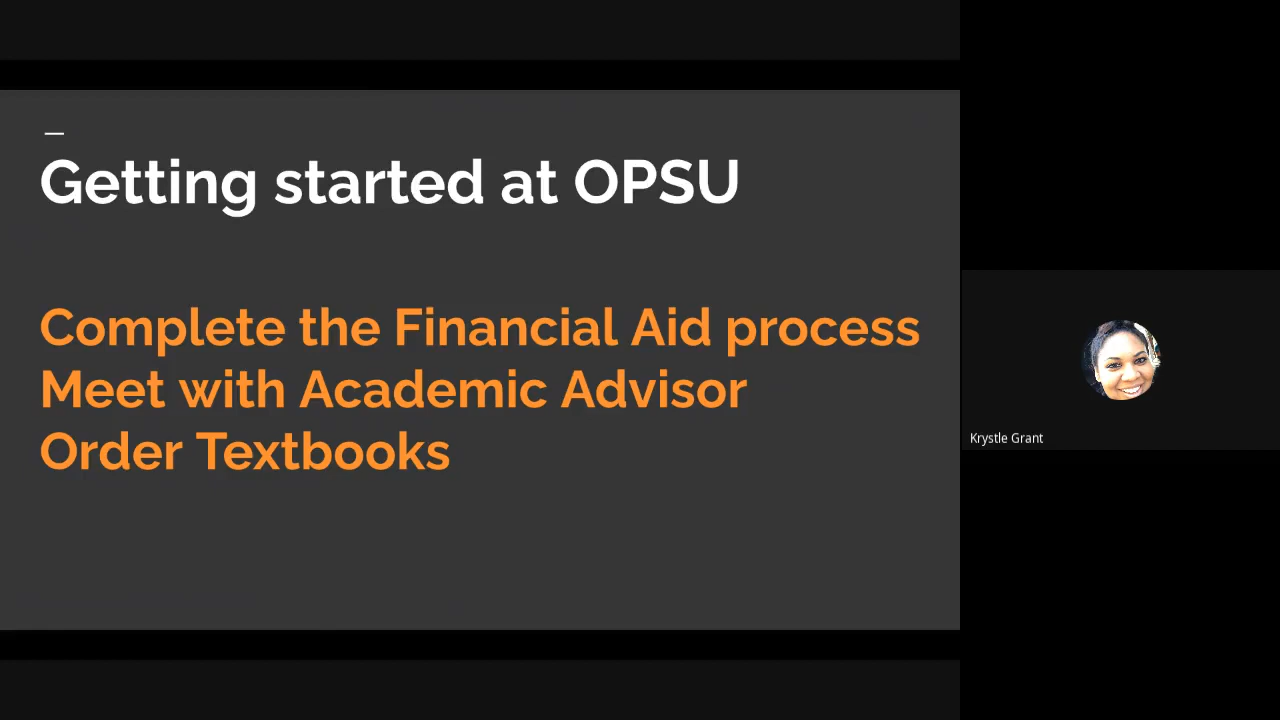 Getting started at OPSU
Complete the Financial Aid process
Meet with Academic Advisor
Order Textbooks
Krystle Grant